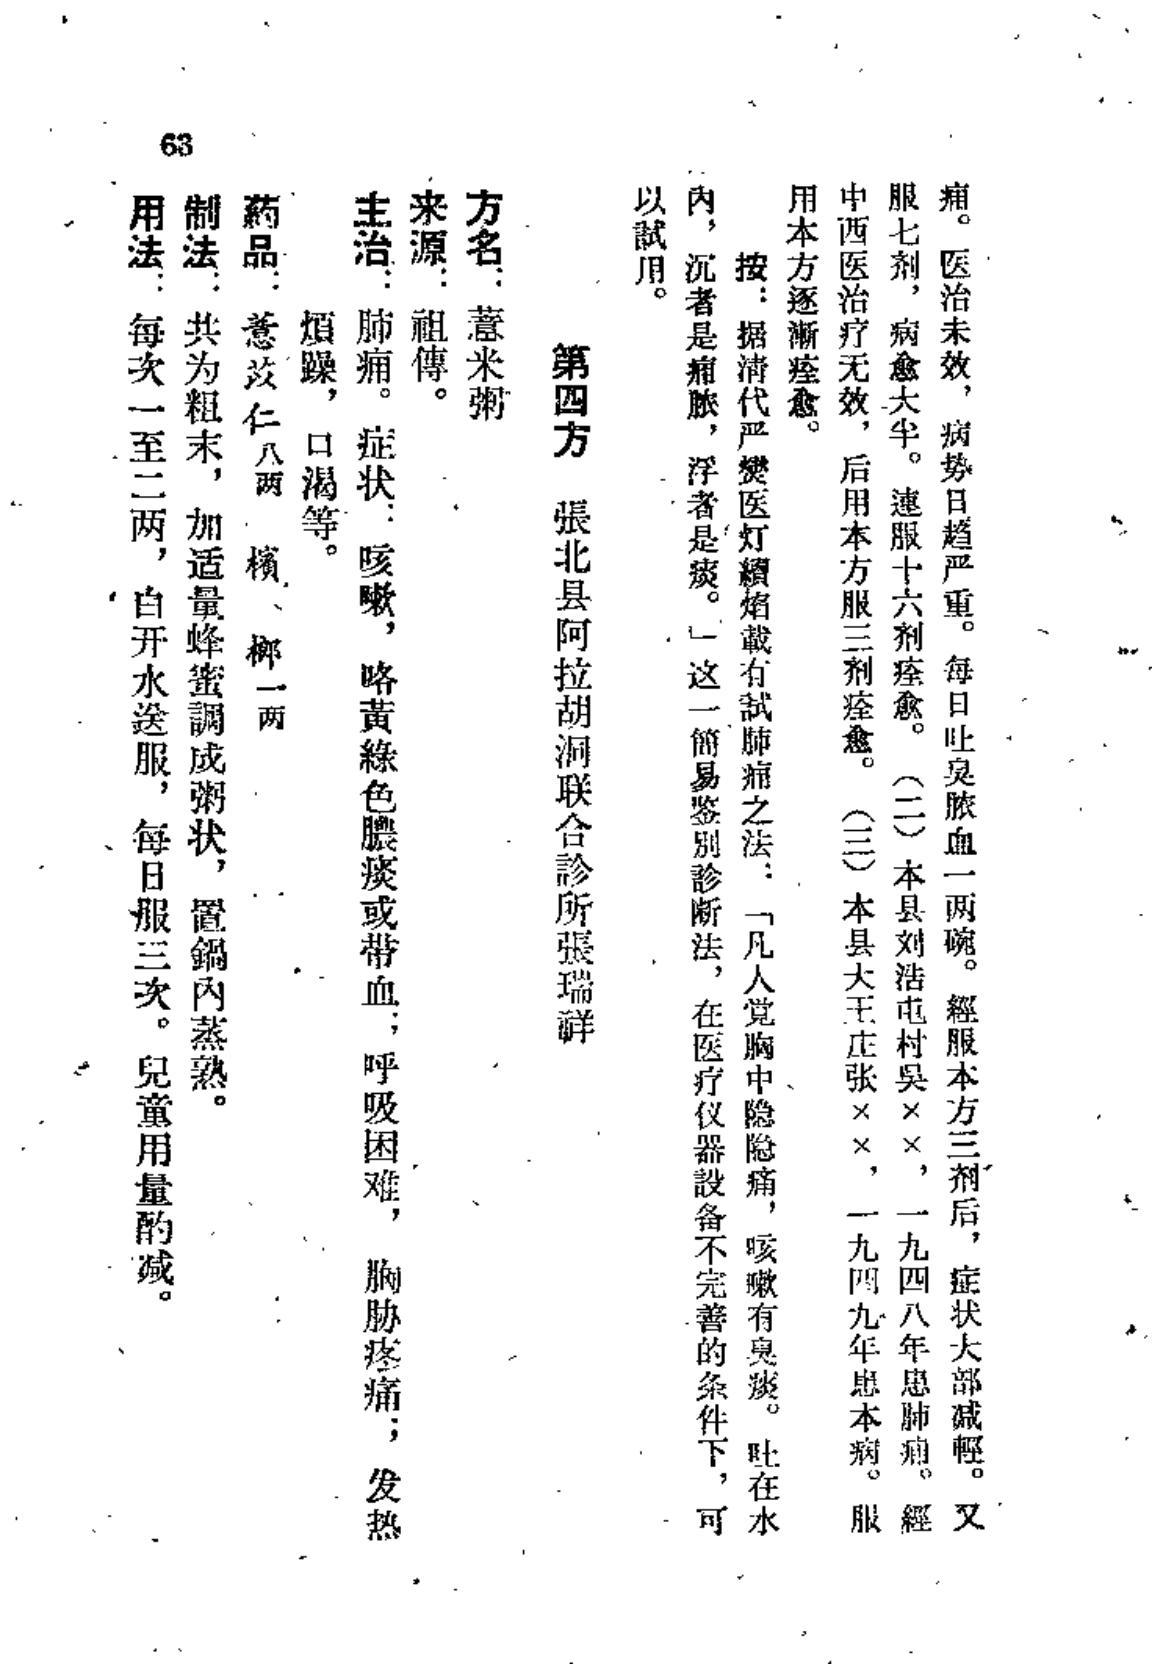 痈。医治未效，病势日趋严重。每日吐臭脓血一两碗。經服本方三剂后，症状大部减輕。又
服七剂，病愈大半。連服十六剂痊愈。（二）本县刘浩屯村吳××，一九四八年患肺痈。經
中西医治疗无效，后用本方服三剂痊愈。（三）本县大王庄张××，一九四九年患本病。服
用本方逐漸痊愈。
按：据清代严燮医灯續焰載有試肺痈之法：「凡人觉胸中隐隐痛，咳嗽有臭痰。吐在水
內，沉者是痈脓，浮者是痰。」这一簡易鉴别診断法，在医疗仪器設备不完善的条件下，可
以試用。
第四方　張北县阿拉胡洞联合診所張瑞祥
方名：薏米粥
来源：祖傳。
主治：肺痈。症状：咳嗽，咯黃綠色膿痰或带血；呼吸困难，胸胁疼痛；发热
煩躁，口渴等。
葯品：薏苡仁八两　檳、榔一两
制法：共为粗末，加适量蜂蜜調成粥状，置鍋內蒸熟。
用法：每次一至二两，白开水送服，每日服三次。兒童用量酌减。
63